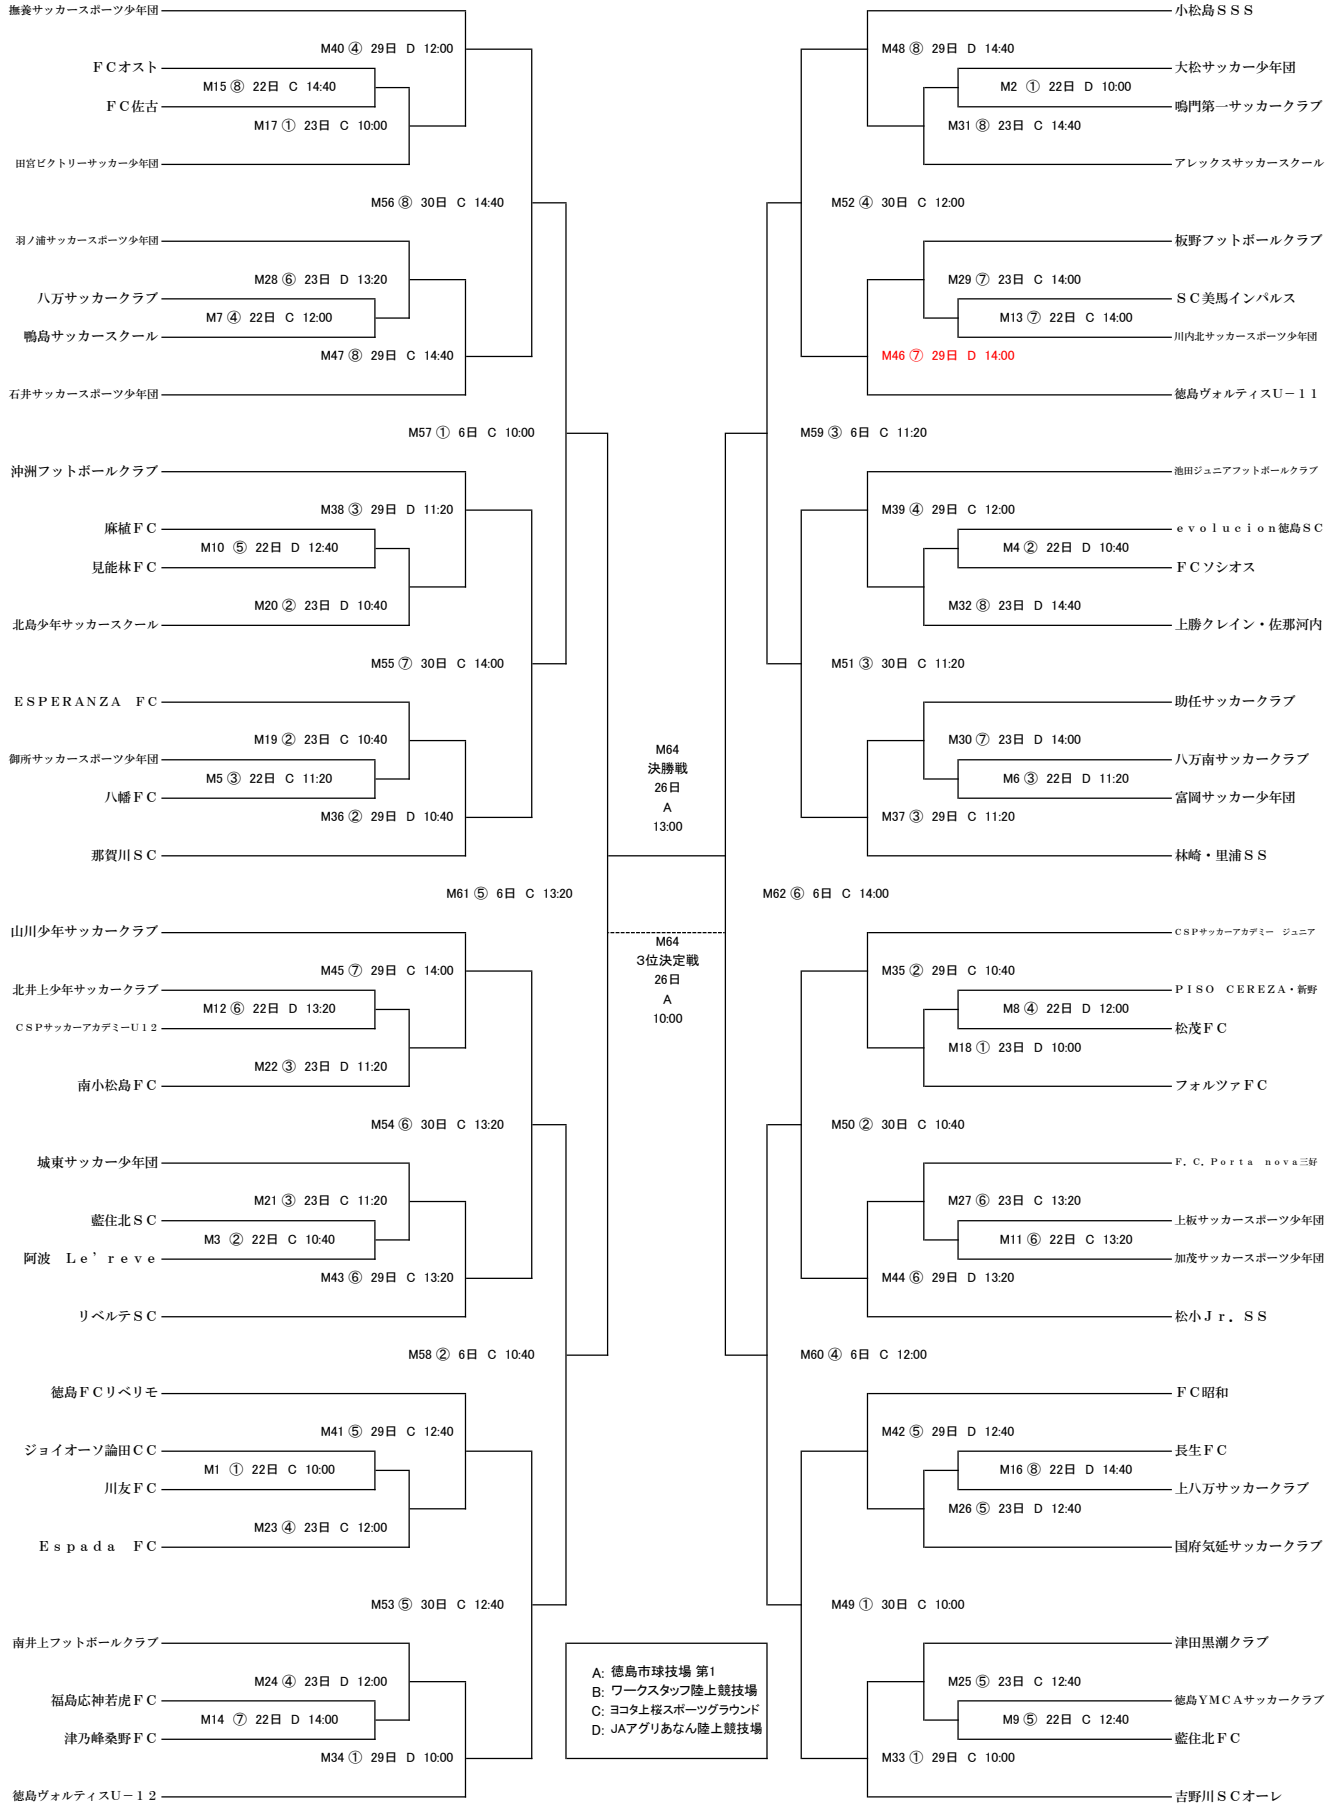 撫養サッカースポーツ少年団
M40 ④ 29日 D 12:00
ＦＣオスト
M15 ⑧ 22日 C 14:40
ＦＣ佐古
M17 ① 23日 C 10:00
田宮ビクトリーサッカー少年団
M56 ⑧ 30日 C 14:40
羽ノ浦サッカースポーツ少年団
M28 ⑥ 23日 D 13:20
八万サッカークラブ
M7 ④ 22日 C 12:00
鴨島サッカースクール
M47 ⑧ 29日 C 14:40
石井サッカースポーツ少年団
M57 ① 6日 C 10:00
沖洲フットボールクラブ
M38 ③ 29日 D 11:20
麻植ＦＣ
M10 ⑤ 22日 D 12:40
見能林ＦＣ
M20 ② 23日 D 10:40
北島少年サッカースクール
M55 ⑦ 30日 C 14:00
ＥＳＰＥＲＡＮＺＡ　ＦＣ
M19 ② 23日 C 10:40
御所サッカースポーツ少年団
M5 ③ 22日 C 11:20
八幡ＦＣ
M36 ② 29日 D 10:40
那賀川ＳＣ
M61 ⑤ 6日 C 13:20
山川少年サッカークラブ
M45 ⑦ 29日 C 14:00
北井上少年サッカークラブ
M12 ⑥ 22日 D 13:20
ＣＳＰサッカーアカデミーＵ１２
M22 ③ 23日 D 11:20
南小松島ＦＣ
M54 ⑥ 30日 C 13:20
城東サッカー少年団
M21 ③ 23日 C 11:20
藍住北ＳＣ
M3 ② 22日 C 10:40
阿波　Ｌｅ’ｒｅｖｅ
M43 ⑥ 29日 C 13:20
リベルテＳＣ
M58 ② 6日 C 10:40
徳島ＦＣリベリモ
M41 ⑤ 29日 C 12:40
ジョイオーソ論田ＣＣ
M1 ① 22日 C 10:00
川友ＦＣ
M23 ④ 23日 C 12:00
Ｅｓｐａｄａ　ＦＣ
M53 ⑤ 30日 C 12:40
南井上フットボールクラブ
M24 ④ 23日 D 12:00
福島応神若虎ＦＣ
M14 ⑦ 22日 D 14:00
津乃峰桑野ＦＣ
M34 ① 29日 D 10:00
徳島ヴォルティスＵ－１２
M64
決勝戦
26日
A
13:00
M64
3位決定戦
26日
A
10:00
A: 徳島市球技場 第1
B: ワークスタッフ陸上競技場
C: ヨコタ上桜スポーツグラウンド
D: JAアグリあなん陸上競技場
小松島ＳＳＳ
M48 ⑧ 29日 D 14:40
大松サッカー少年団
M2 ① 22日 D 10:00
鳴門第一サッカークラブ
M31 ⑧ 23日 C 14:40
アレックスサッカースクール
M52 ④ 30日 C 12:00
板野フットボールクラブ
M29 ⑦ 23日 C 14:00
ＳＣ美馬インパルス
M13 ⑦ 22日 C 14:00
川内北サッカースポーツ少年団
M46 ⑦ 29日 D 14:00
徳島ヴォルティスＵ－１１
M59 ③ 6日 C 11:20
池田ジュニアフットボールクラブ
M39 ④ 29日 C 12:00
ｅｖｏｌｕｃｉｏｎ徳島ＳＣ
M4 ② 22日 D 10:40
ＦＣソシオス
M32 ⑧ 23日 D 14:40
上勝クレイン・佐那河内
M51 ③ 30日 C 11:20
助任サッカークラブ
M30 ⑦ 23日 D 14:00
八万南サッカークラブ
M6 ③ 22日 D 11:20
富岡サッカー少年団
M37 ③ 29日 C 11:20
林崎・里浦ＳＳ
M62 ⑥ 6日 C 14:00
ＣＳＰサッカーアカデミー　ジュニア
M35 ② 29日 C 10:40
ＰＩＳＯ　ＣＥＲＥＺＡ・新野
M8 ④ 22日 D 12:00
松茂ＦＣ
M18 ① 23日 D 10:00
フォルツァＦＣ
M50 ② 30日 C 10:40
Ｆ．Ｃ．Ｐｏｒｔａ　ｎｏｖａ三好
M27 ⑥ 23日 C 13:20
上板サッカースポーツ少年団
M11 ⑥ 22日 C 13:20
加茂サッカースポーツ少年団
M44 ⑥ 29日 D 13:20
松小Ｊｒ．ＳＳ
M60 ④ 6日 C 12:00
ＦＣ昭和
M42 ⑤ 29日 D 12:40
長生ＦＣ
M16 ⑧ 22日 D 14:40
上八万サッカークラブ
M26 ⑤ 23日 D 12:40
国府気延サッカークラブ
M49 ① 30日 C 10:00
津田黒潮クラブ
M25 ⑤ 23日 C 12:40
徳島ＹＭＣＡサッカークラブ
M9 ⑤ 22日 C 12:40
藍住北ＦＣ
M33 ① 29日 C 10:00
吉野川ＳＣオーレ